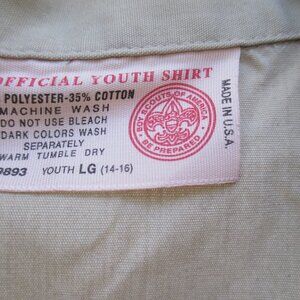 OFFICIAL YOUTH SHIRT
POLYESTER-35% COTTON
MACHINE WASH
DO NOT USE BLEACH
DARK COLORS WASH
SEPARATELY
WARM TUMBLE DRY
9893 YOUTH LG (14-16)
BOY SCOUTS OF AMERICA
BE PREPARED
MADE IN U.S.A.